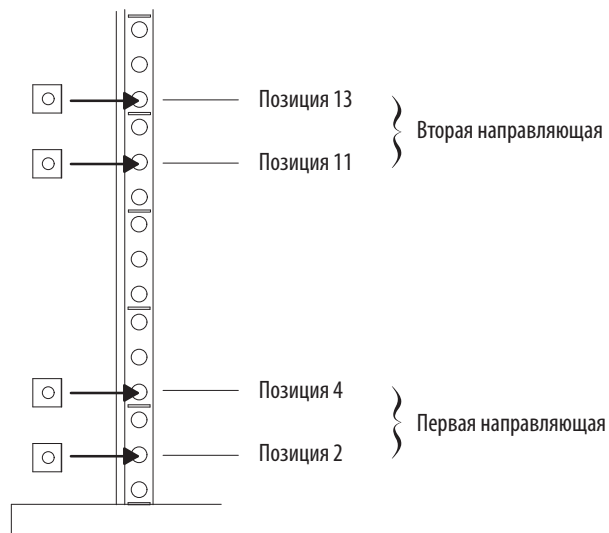 Позиция 13
Вторая направляющая
Позиция 11
Позиция 4
Первая направляющая
Позиция 2